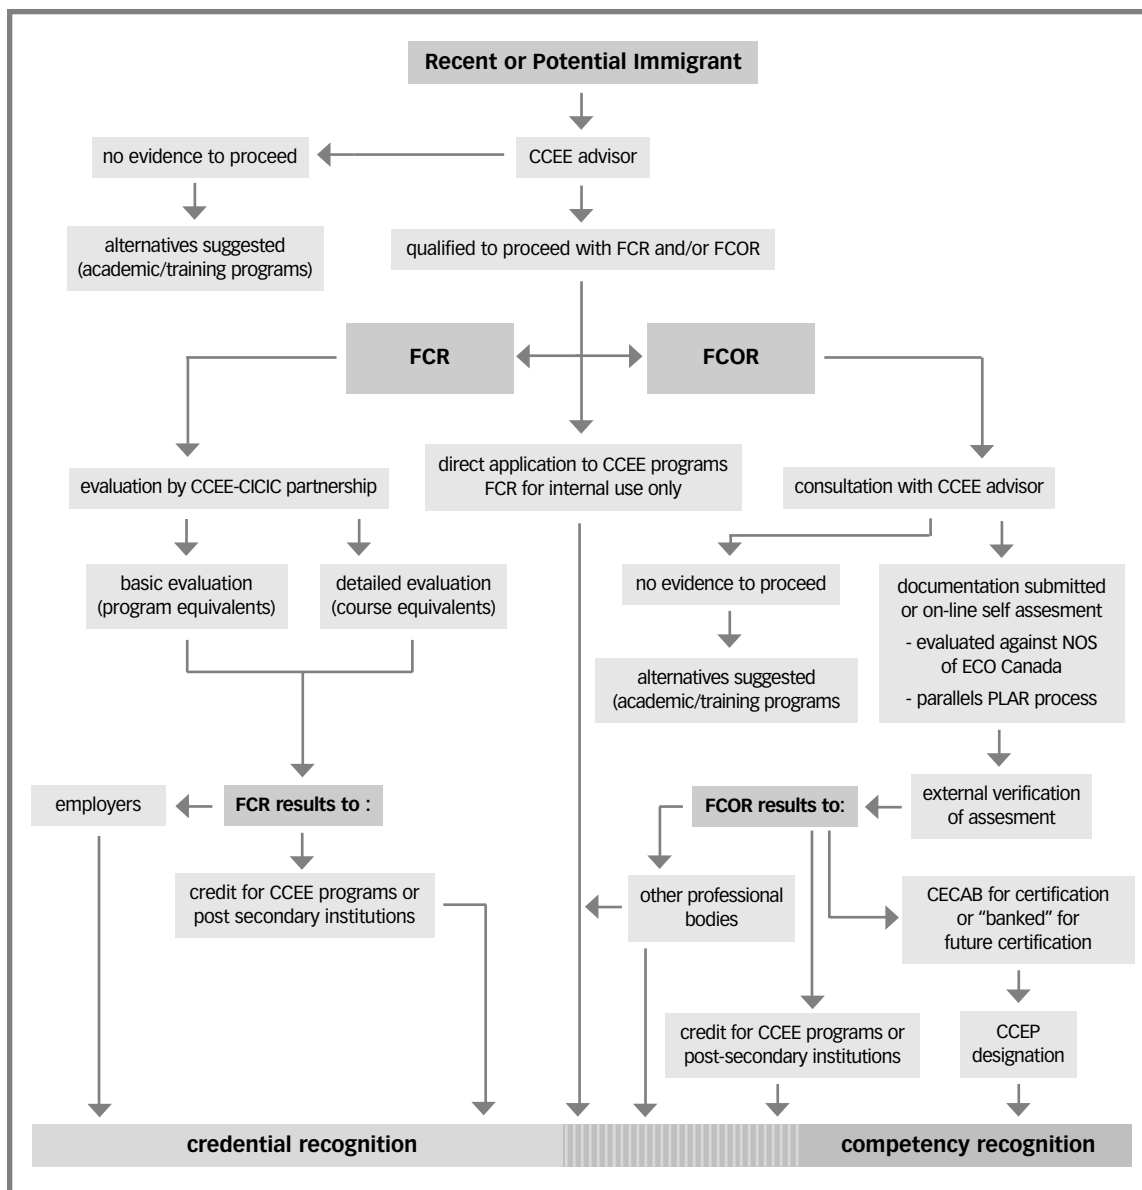 Recent or Potential Immigrant
no evidence to proceed
CCEE advisor
alternatives suggested
(academic/training programs)
qualified to proceed with FCR and/or FCOR
FCR
FCOR
evaluation by CCEE-CICIC partnership
direct application to CCEE programs
FCR for internal use only
consultation with CCEE advisor
basic evaluation
(program equivalents)
detailed evaluation
(course equivalents)
no evidence to proceed
alternatives suggested
(academic/training programs
documentation submitted
or on-line self assesment
- evaluated against NOS
of ECO Canada
- parallels PLAR process
employers
FCR results to :
FCOR results to:
external verification
of assesment
credit for CCEE programs or
post secondary institutions
other professional
bodies
CECAB for certification
or “banked” for
future certification
credit for CCEE programs or
post-secondary institutions
CCEP
designation
credential recognition
competency recognition